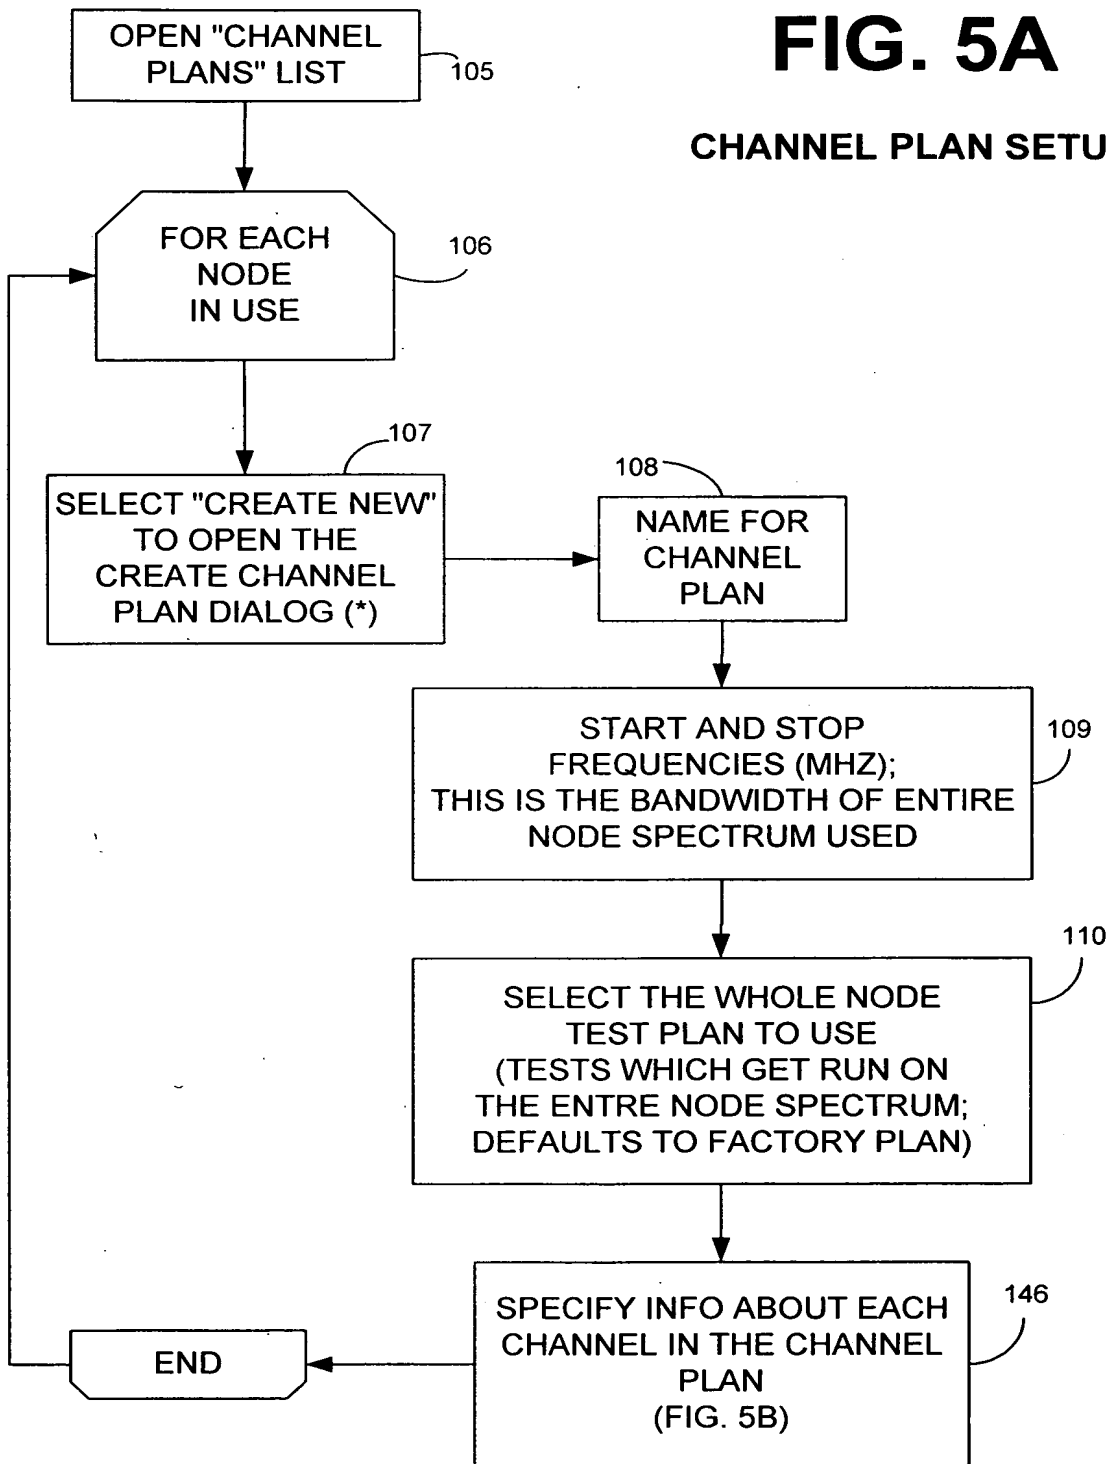 FIG. 5A
CHANNEL PLAN SETU
OPEN "CHANNEL
PLANS" LIST
105
FOR EACH
NODE
IN USE
106
107
SELECT "CREATE NEW"
TO OPEN THE
CREATE CHANNEL
PLAN DIALOG (*)
108
NAME FOR
CHANNEL
PLAN
START AND STOP
FREQUENCIES (MHZ);
THIS IS THE BANDWIDTH OF ENTIRE
NODE SPECTRUM USED
109
110
SELECT THE WHOLE NODE
TEST PLAN TO USE
(TESTS WHICH GET RUN ON
THE ENTRE NODE SPECTRUM;
DEFAULTS TO FACTORY PLAN)
SPECIFY INFO ABOUT EACH
CHANNEL IN THE CHANNEL
PLAN
(FIG. 5B)
146
END